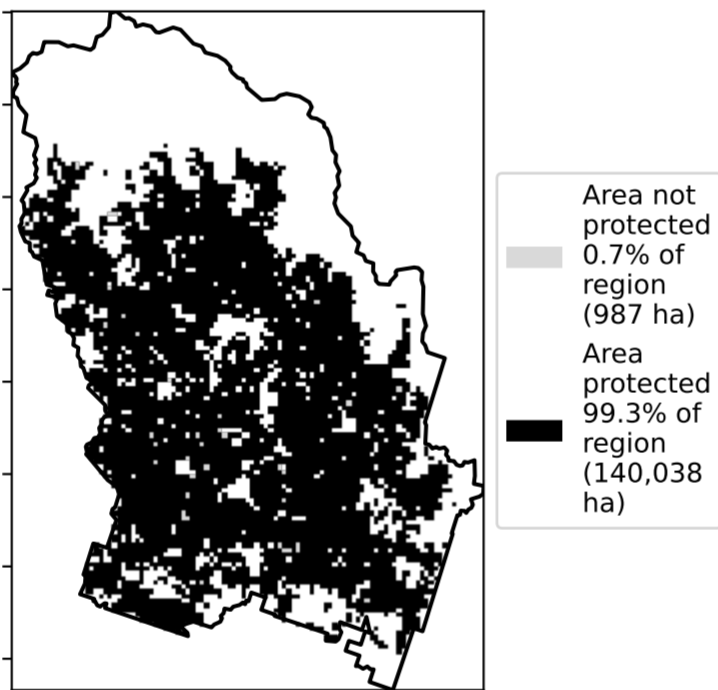 Area not
protected
0.7% of
region
(987 ha)
Area
protected
99.3% of
region
(140,038
ha)